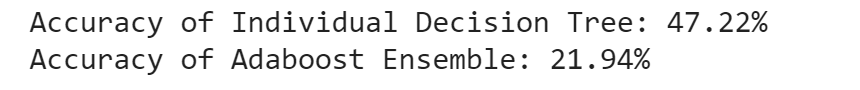 Accuracy of Individual Decision Tree: 47.22%
Accuracy of Adaboost Ensemble: 21.94%